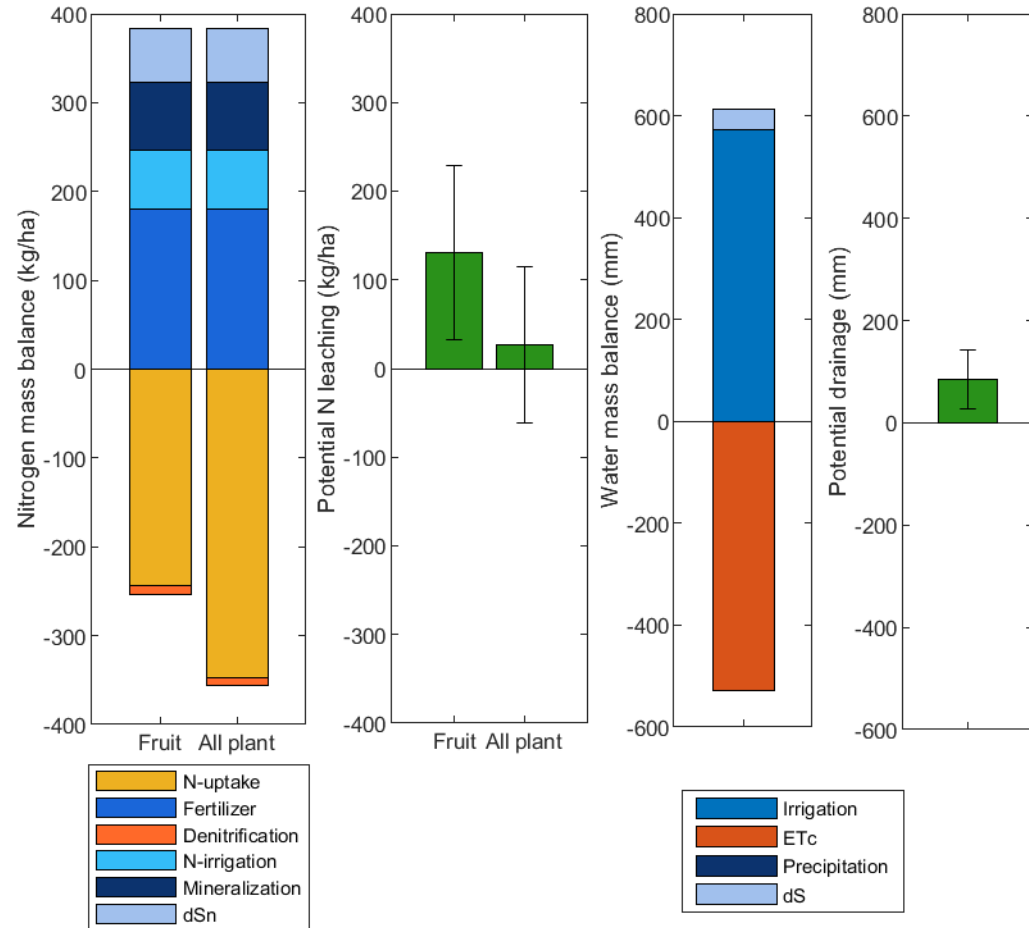 Nitrogen mass balance (kg/ha)
400
300
200
100
0
-100
-200
-300
-400
Fruit All plant
Potential N leaching (kg/ha)
400
300
200
100
0
-100
-200
-300
-400
Fruit All plant
Water mass balance (mm)
800
600
400
200
0
-200
-400
-600
Potential drainage (mm)
800
600
400
200
0
-200
-400
-600
N-uptake
Fertilizer
Denitrification
N-irrigation
Mineralization
dSn
Irrigation
ETc
Precipitation
dS